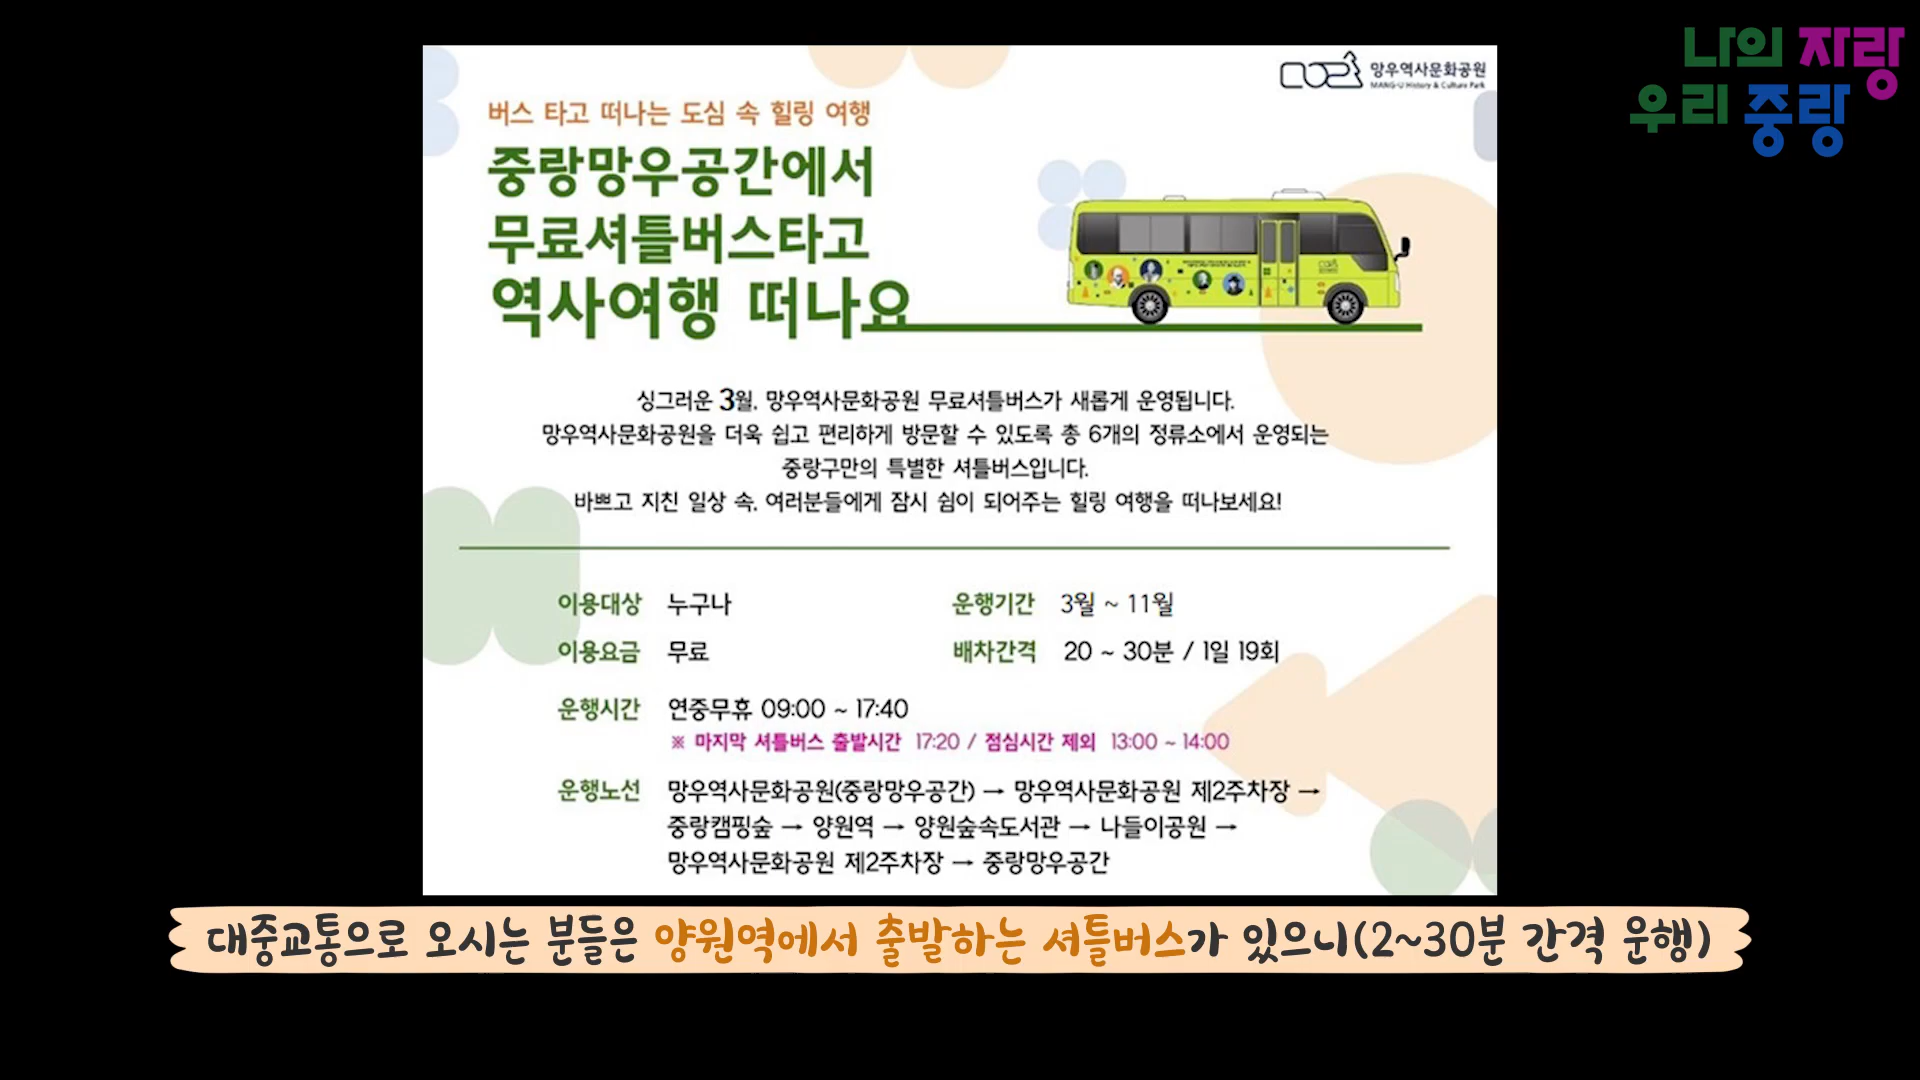 나의 자랑
우리 중랑
망우역사문화공원
MANG-U History & Culture Park
버스 타고 떠나는 도심 속 힐링 여행
중랑망우공간에서
무료셔틀버스타고
역사여행 떠나요
싱그러운 3월, 망우역사문화공원 무료셔틀버스가 새롭게 운영됩니다.
망우역사문화공원을 더욱 쉽고 편리하게 방문할 수 있도록 총 6개의 정류소에서 운영되는
중랑구만의 특별한 셔틀버스입니다.
바쁘고 지친 일상 속, 여러분들에게 잠시 쉼이 되어주는 힐링 여행을 떠나보세요!
이용대상 누구나 운행기간 3월 ~ 11월
이용요금 무료 배차간격 20 ~ 30분 / 1일 19회
운행시간 연중무휴 09:00 ~ 17:40
※ 마지막 셔틀버스 출발시간 17:20 / 점심시간 제외 13:00 ~ 14:00
운행노선 망우역사문화공원(중랑망우공간) → 망우역사문화공원 제2주차장 →
중랑캠핑숲 → 양원역 → 양원숲속도서관 → 나들이공원 →
망우역사문화공원 제2주차장 → 중랑망우공간
대중교통으로 오시는 분들은 양원역에서 출발하는 셔틀버스가 있으니(2~30분 간격 운행)